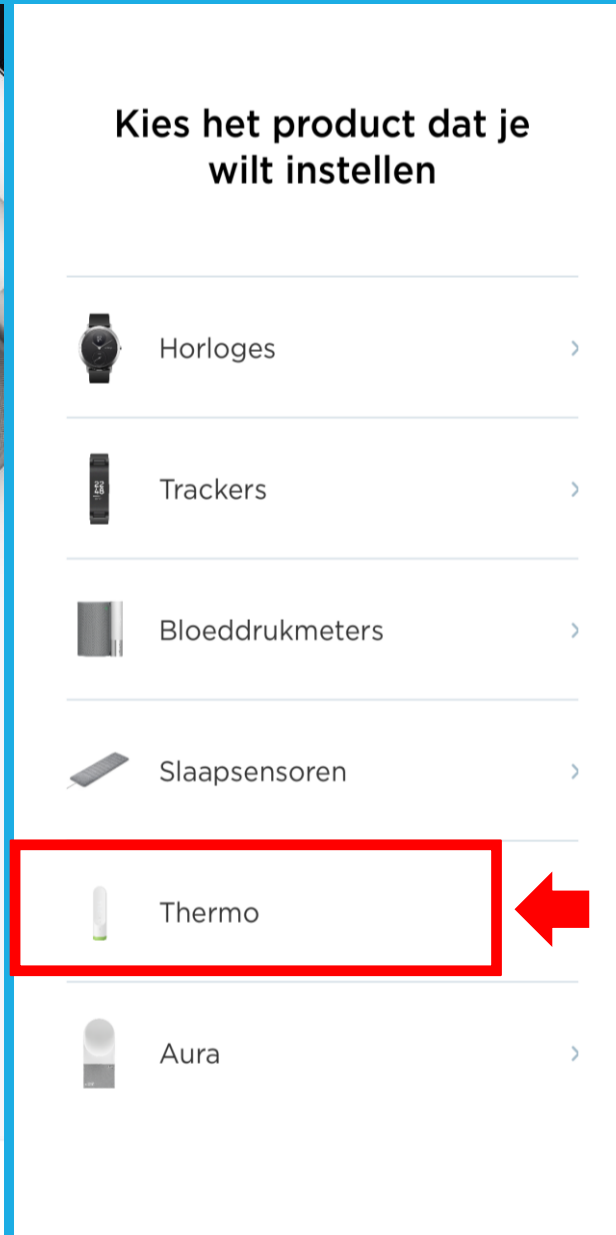 Kies het product dat je
wilt instellen
Horloges
Trackers
Bloeddrukmeters
Slaapsensoren
Thermo
Aura